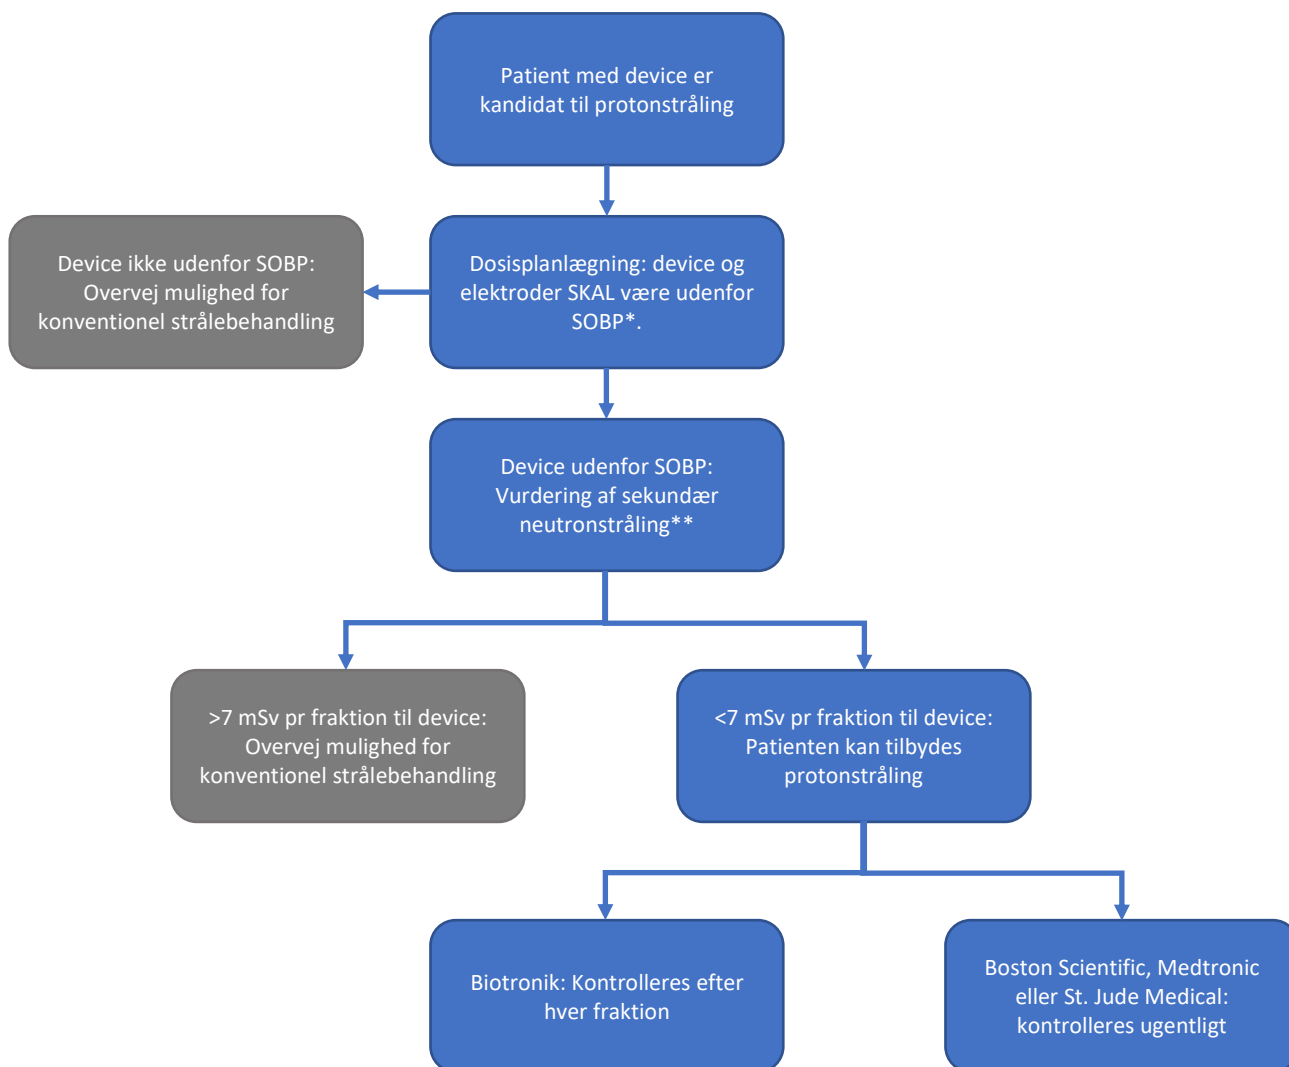 Patient med device er
kandidat til protonstråling
Device ikke udenfor SOBP:
Overvej mulighed for
konventionel strålebehandling
Dosisplanlægning: device og
elektroder SKAL være udenfor
SOBP*.
Device udenfor SOBP:
Vurdering af sekundær
neutronstråling**
>7 mSv pr fraktion til device:
Overvej mulighed for
konventionel strålebehandling
<7 mSv pr fraktion til device:
Patienten kan tilbydes
protonstråling
Biotronik: Kontrolleres efter
hver fraktion
Boston Scientific, Medtronic
eller St. Jude Medical:
kontrolleres ugentligt